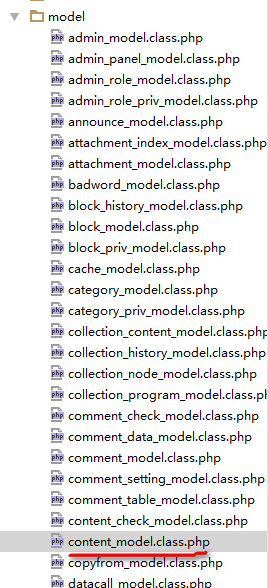 model
admin_model.class.php
admin_panel_model.class.php
admin_role_model.class.php
admin_role_priv_model.class.php
announce_model.class.php
attachment_index_model.class.php
attachment_model.class.php
badword_model.class.php
block_history_model.class.php
block_model.class.php
block_priv_model.class.php
cache_model.class.php
category_model.class.php
category_priv_model.class.php
collection_content_model.class.php
collection_history_model.class.php
collection_node_model.class.php
collection_program_model.class.ph
comment_check_model.class.php
comment_data_model.class.php
comment_model.class.php
comment_setting_model.class.php
comment_table_model.class.php
content_check_model.class.php
content_model.class.php
copyfrom_model.class.php
datacall_model.class.php